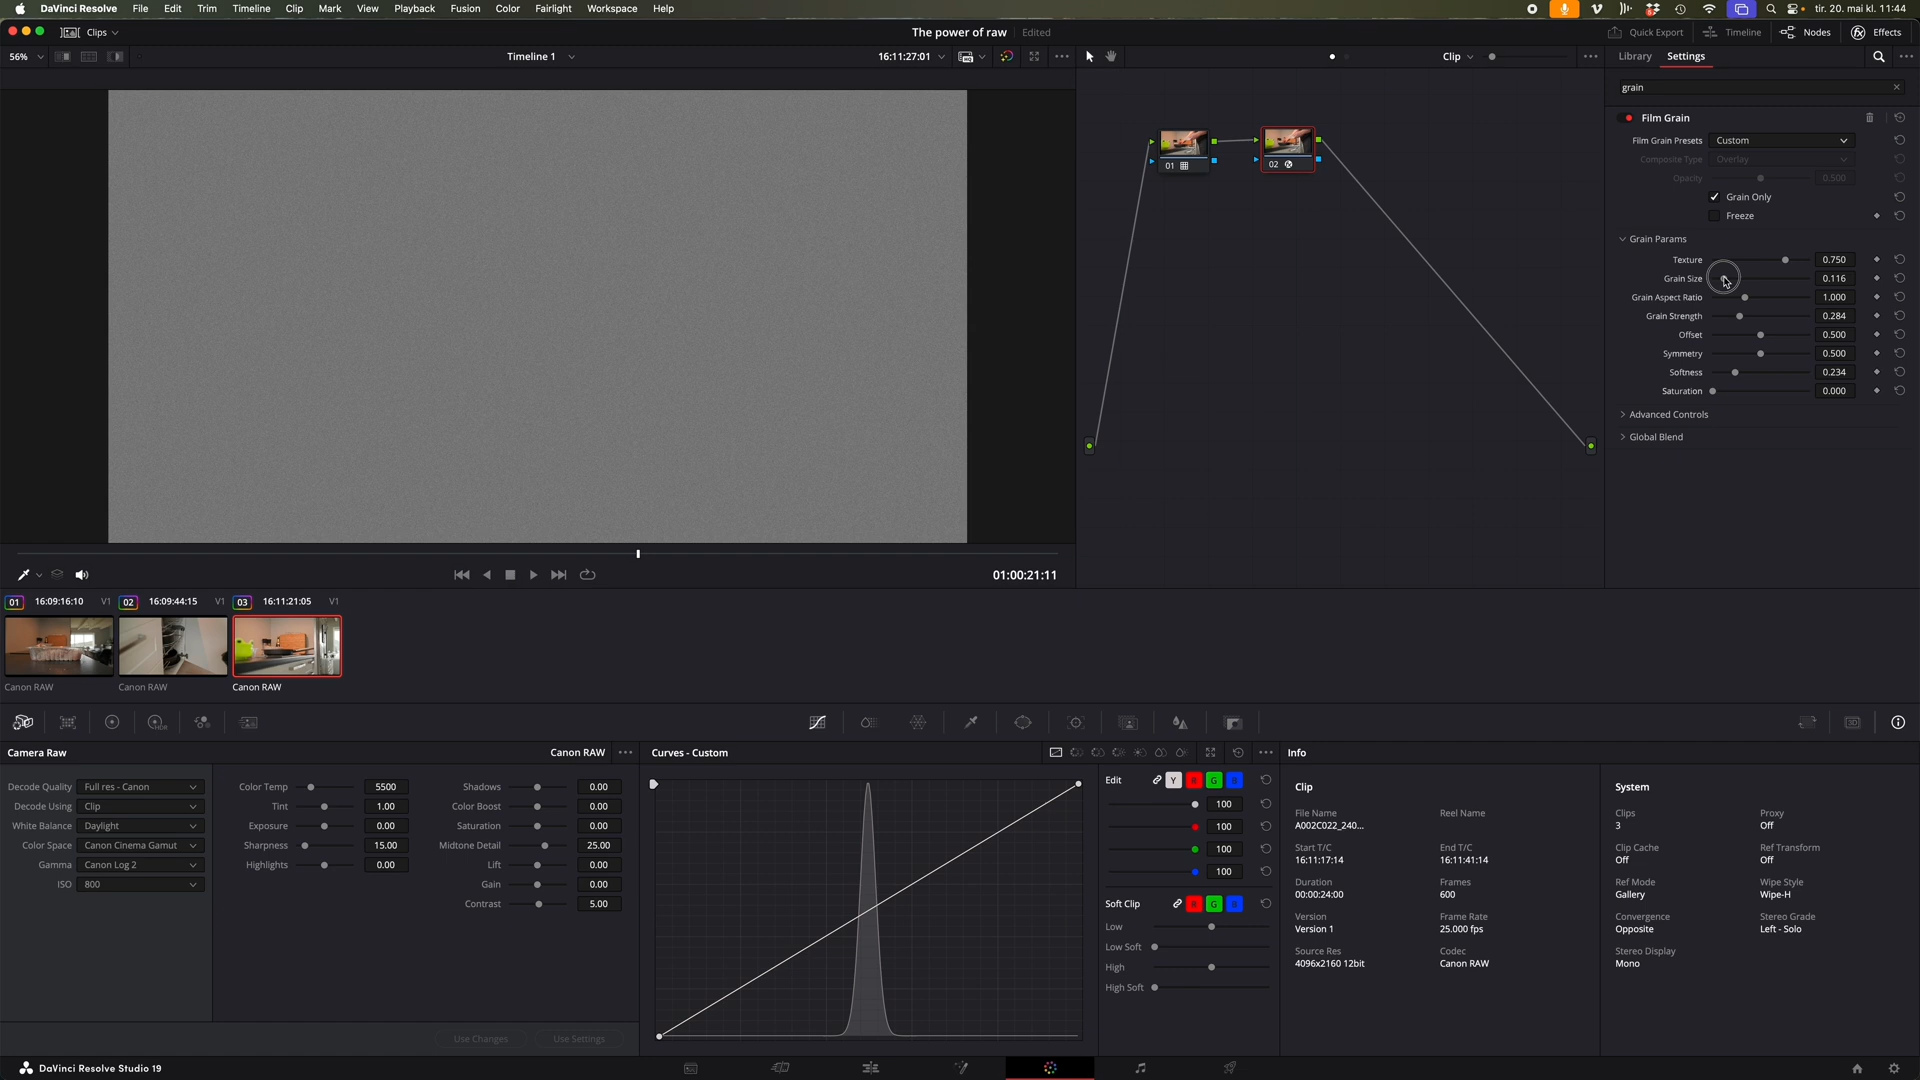 DaVinci Resolve File Edit Trim Timeline Clip Mark View Playback Fusion Color Fairlight Workspace Help tir. 20. mai kl. 11:44
Clips The power of raw Edited Quick Export Timeline Nodes Effects
56% Timeline 1 16:11:27:01 Clip Library Settings
grain
Film Grain
Film Grain Presets Custom
Composite Type Overlay
Opacity 0.500
Grain Only
Freeze
Grain Params
Texture 0.750
Grain Size 0.116
Grain Aspect Ratio 1.000
Grain Strength 0.284
Offset 0.500
Symmetry 0.500
Softness 0.234
Saturation 0.000
Advanced Controls
Global Blend
01 02
01:00:21:11
01 16:09:16:10 V1 02 16:09:44:15 V1 03 16:11:21:05 V1
Canon RAW Canon RAW Canon RAW
HDR 3D
Camera Raw Canon RAW
Decode Quality Full res - Canon
Decode Using Clip
White Balance Daylight
Color Space Canon Cinema Gamut
Gamma Canon Log 2
ISO 800
Color Temp 5500
Tint 1.00
Exposure 0.00
Sharpness 15.00
Highlights 0.00
Shadows 0.00
Color Boost 0.00
Saturation 0.00
Midtone Detail 25.00
Lift 0.00
Gain 0.00
Contrast 5.00
Use Changes Use Settings
Curves - Custom
Edit Y R G B
100
100
100
100
Soft Clip R G B
Low
Low Soft
High
High Soft
Info
Clip
File Name Reel Name
A002C022_240...
Start T/C End T/C
16:11:17:14 16:11:41:14
Duration Frames
00:00:24:00 600
Version Frame Rate
Version 1 25.000 fps
Source Res Codec
4096x2160 12bit Canon RAW
System
Clips Proxy
3 Off
Clip Cache Ref Transform
Off Off
Ref Mode Wipe Style
Gallery Wipe-H
Convergence Stereo Grade
Opposite Left - Solo
Stereo Display
Mono
DaVinci Resolve Studio 19